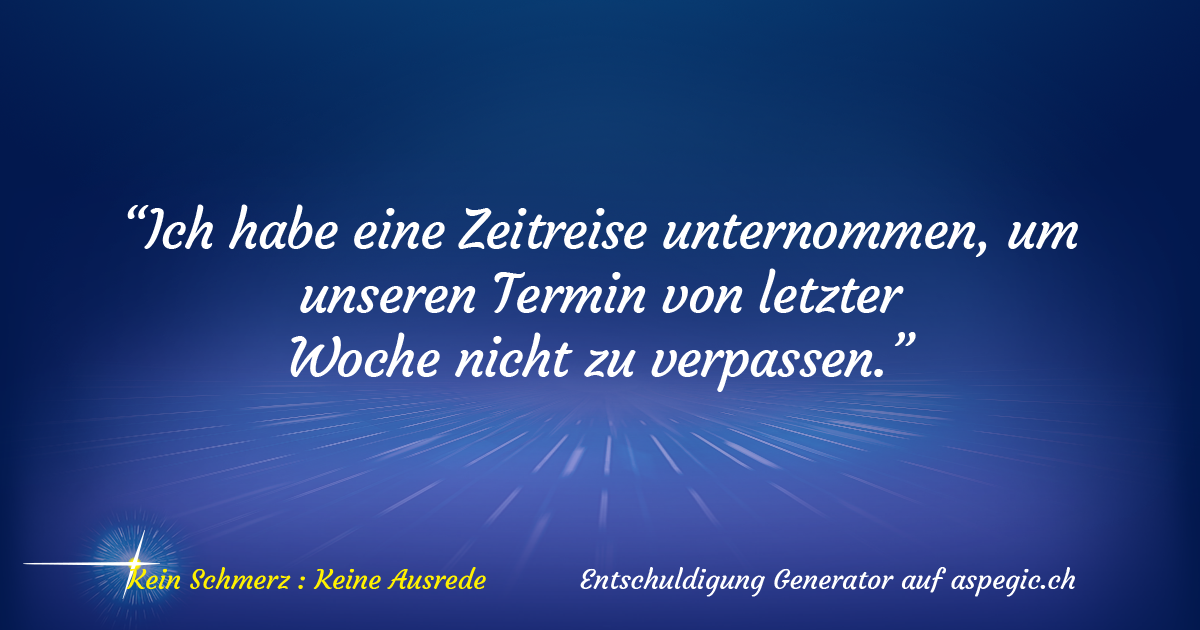 “Ich habe eine Zeitreise unternommen, um
unseren Termin von letzter
Woche nicht zu verpassen.”
Kein Schmerz : Keine Ausrede
Entschuldigung Generator auf aspegic.ch